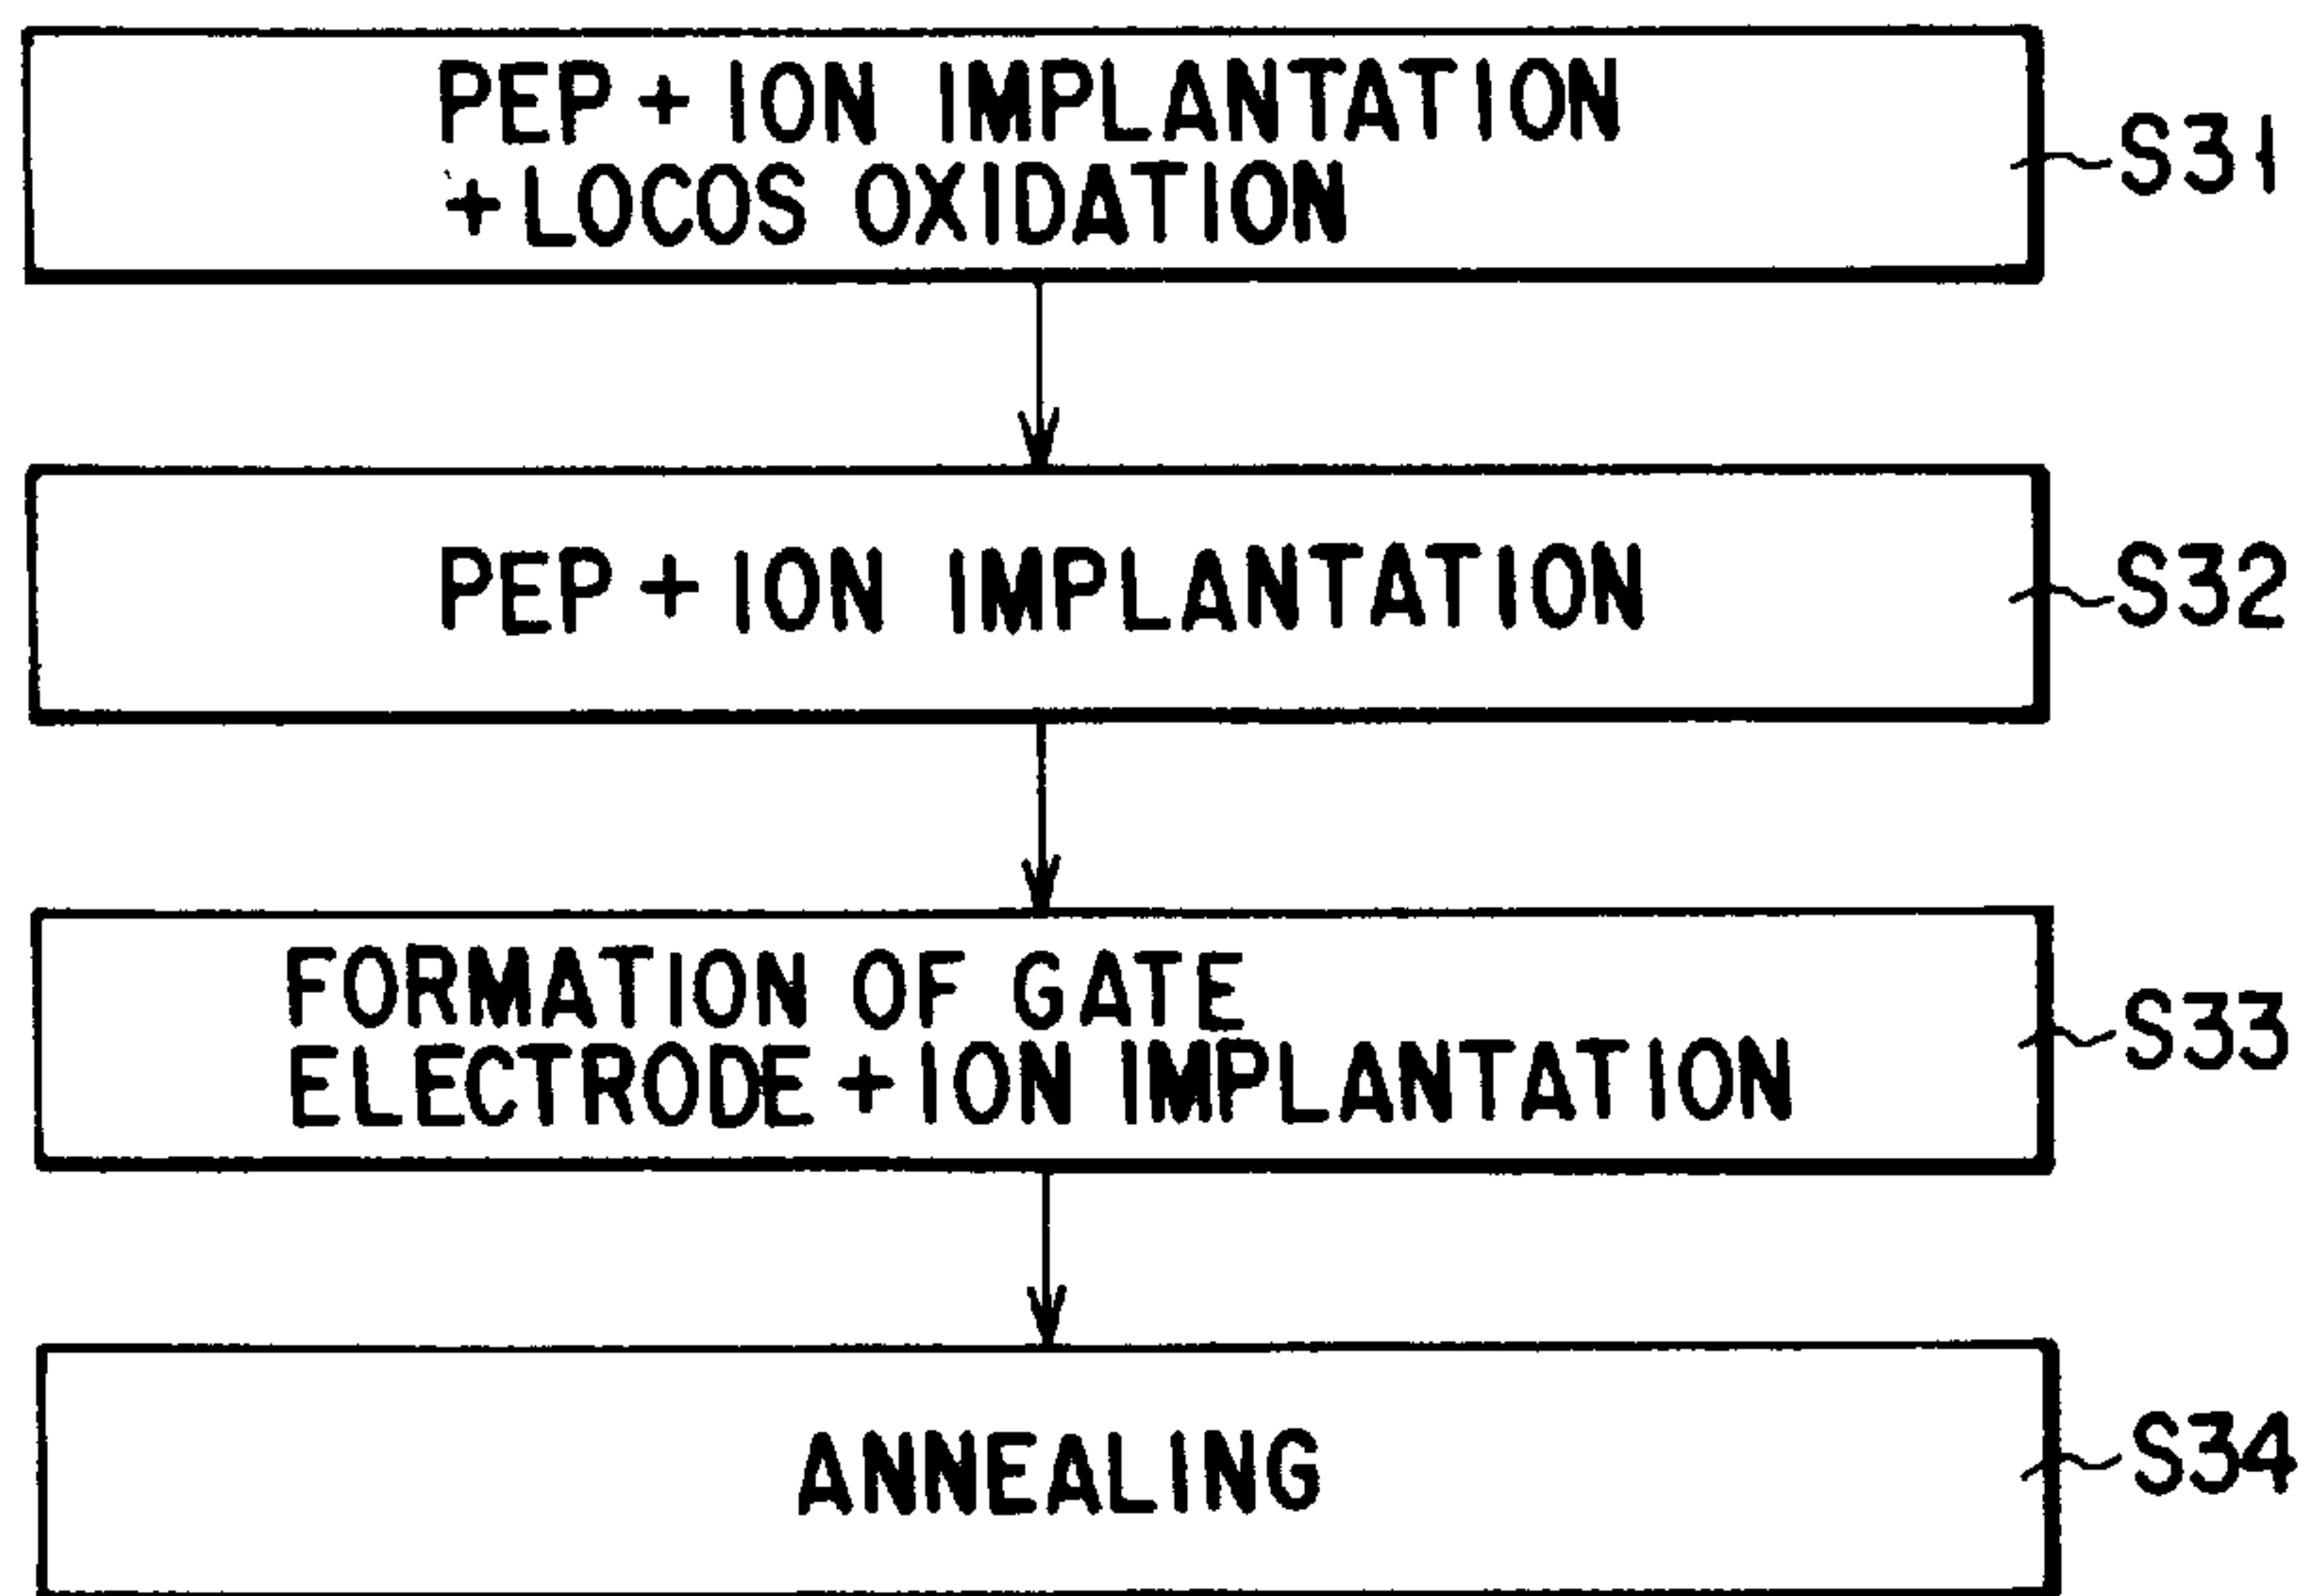 PEP + ION IMPLANTATION
+ LOCOS OXIDATION
S31
PEP + ION IMPLANTATION
S32
FORMATION OF GATE
ELECTRODE + ION IMPLANTATION
S33
ANNEALING
S34